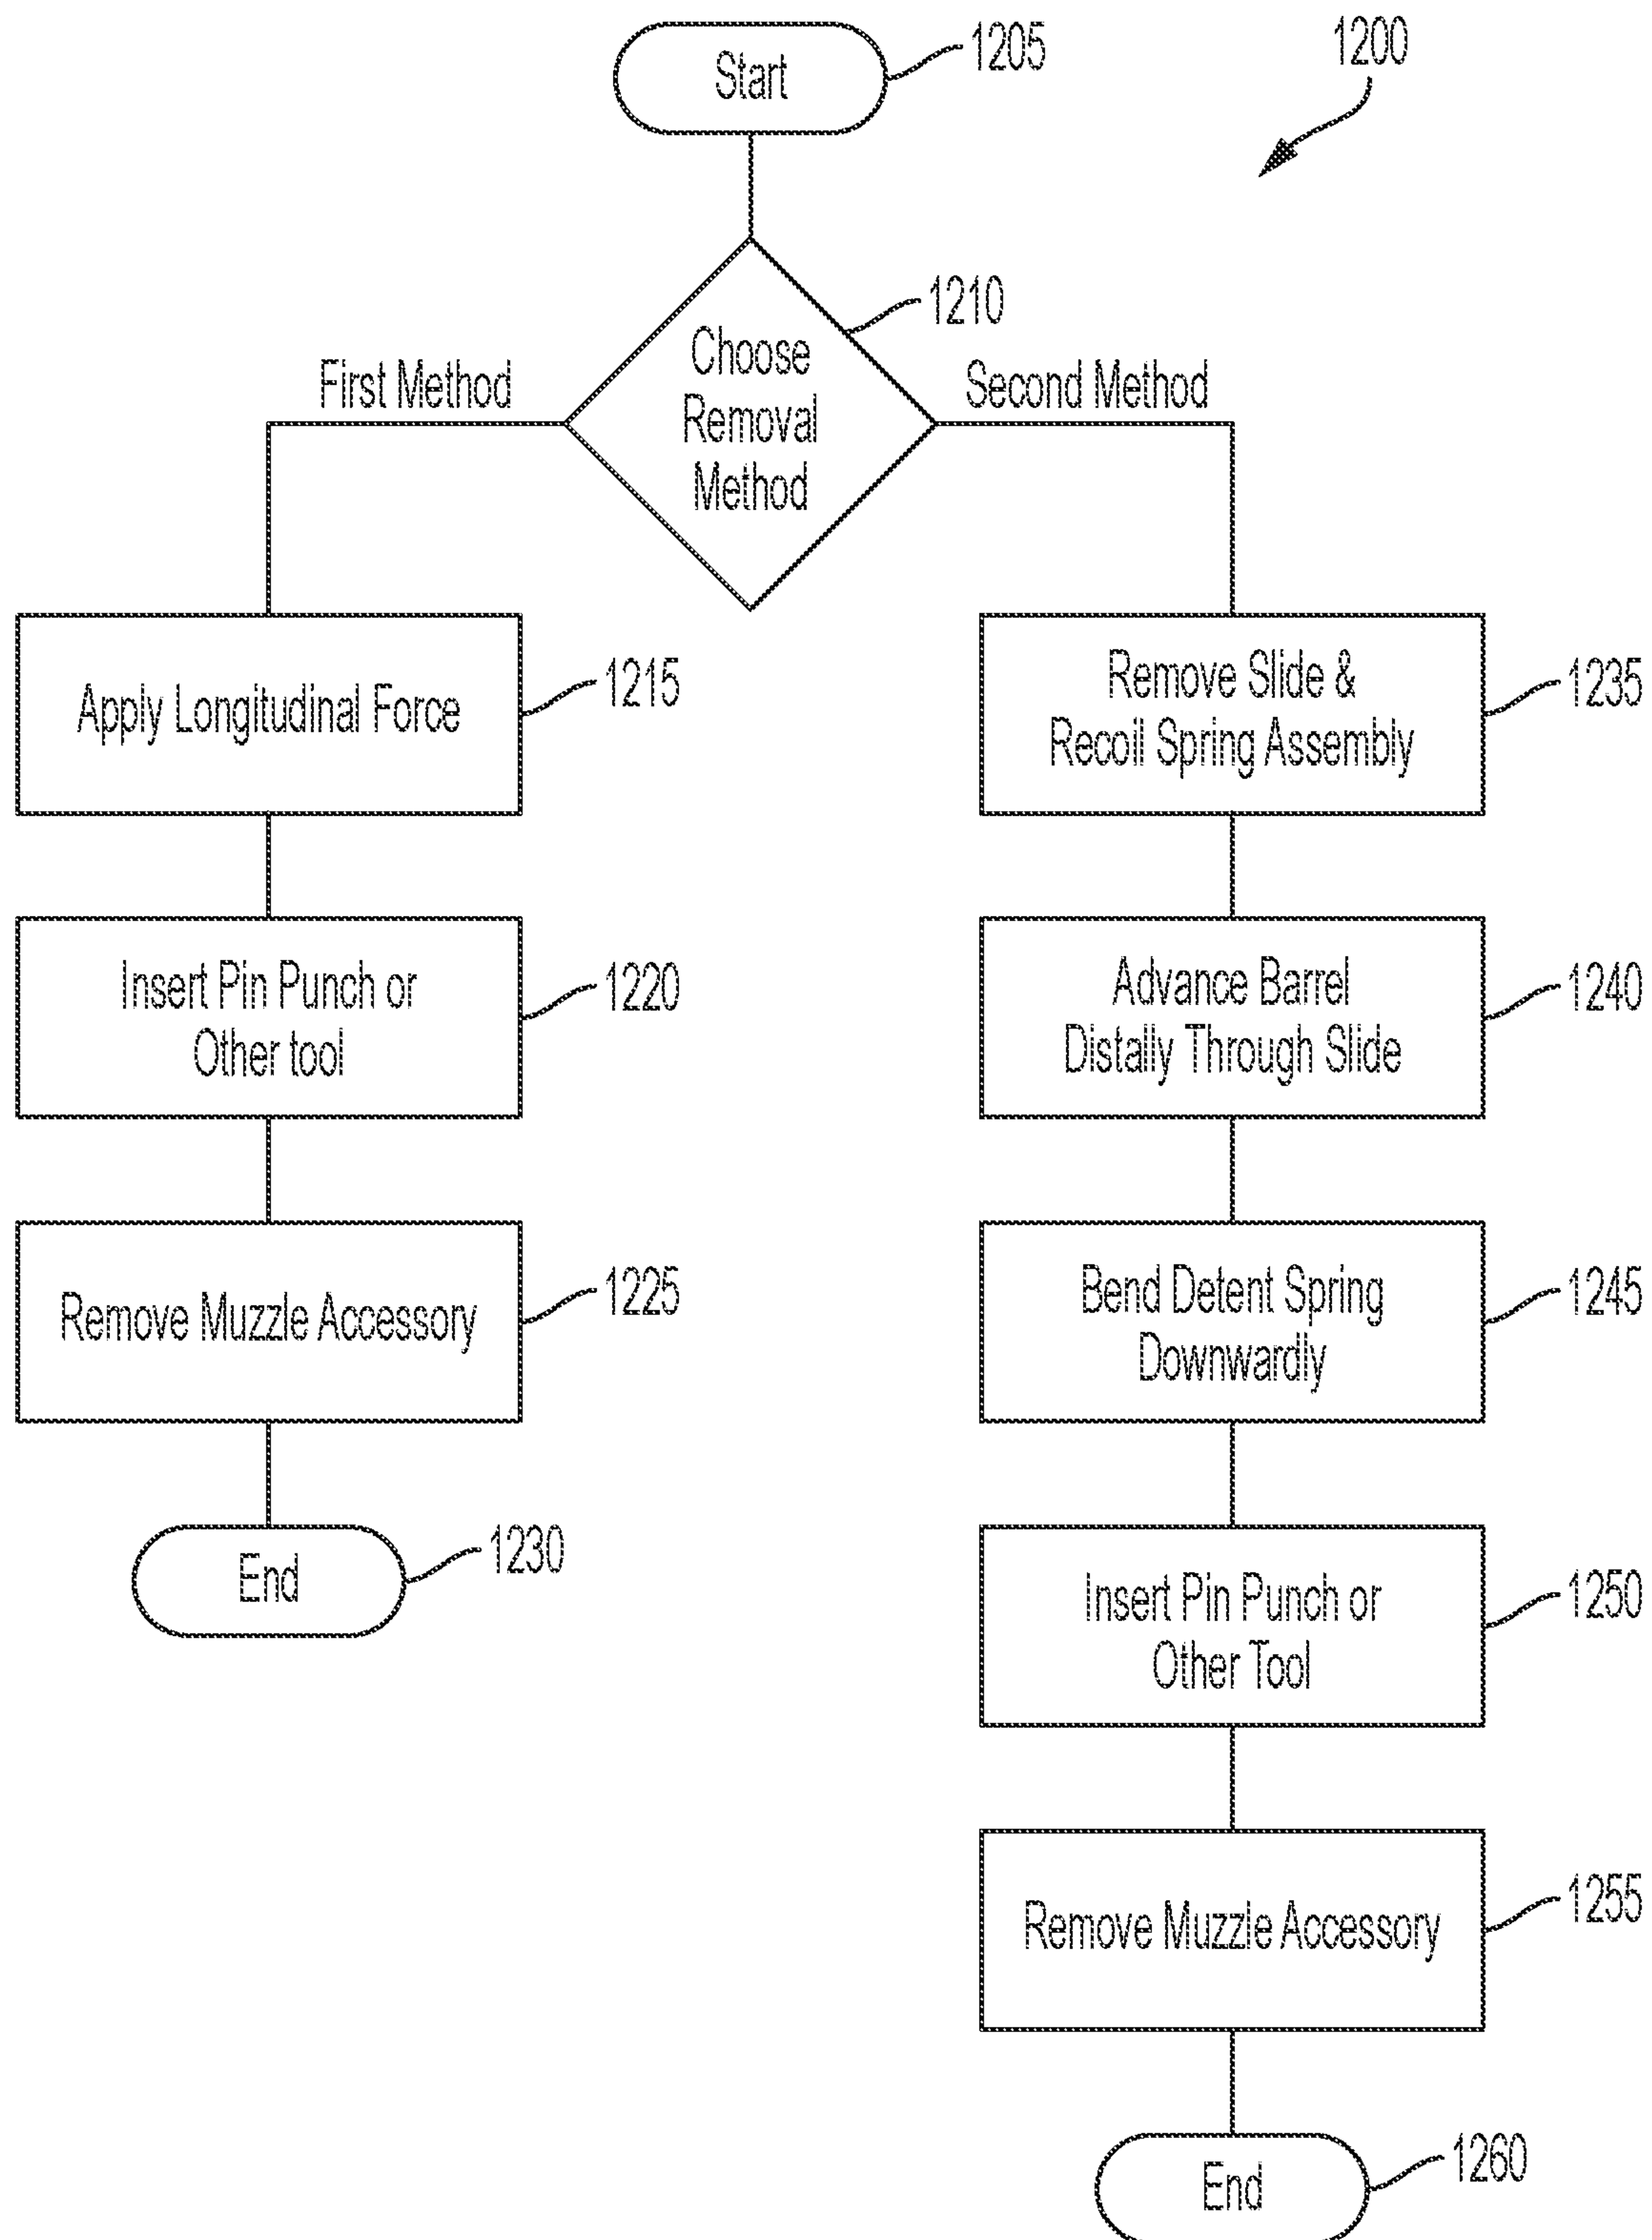 1200
Start
1205
Choose
Removal
Method
1210
First Method
Second Method
Apply Longitudinal Force
1215
Insert Pin Punch or
Other tool
1220
Remove Muzzle Accessory
1225
End
1230
Remove Slide &
Recoil Spring Assembly
1235
Advance Barrel
Distally Through Slide
1240
Bend Detent Spring
Downwardly
1245
Insert Pin Punch or
Other Tool
1250
Remove Muzzle Accessory
1255
End
1260